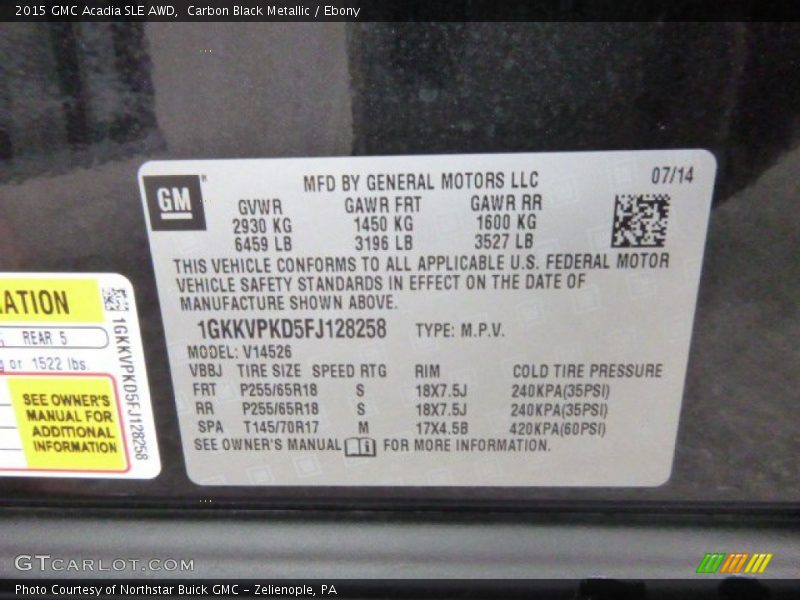 2015 GMC Acadia SLE AWD, Carbon Black Metallic / Ebony
GM
MFD BY GENERAL MOTORS LLC 07/14
GVWR GAWR FRT GAWR RR
2930 KG 1450 KG 1600 KG
6459 LB 3196 LB 3527 LB
THIS VEHICLE CONFORMS TO ALL APPLICABLE U.S. FEDERAL MOTOR
VEHICLE SAFETY STANDARDS IN EFFECT ON THE DATE OF
MANUFACTURE SHOWN ABOVE.
1GKKVPKD5FJ128258 TYPE: M.P.V.
MODEL: V14526
VBBJ TIRE SIZE SPEED RTG RIM COLD TIRE PRESSURE
FRT P255/65R18 S 18X7.5J 240KPA(35PSI)
RR P255/65R18 S 18X7.5J 240KPA(35PSI)
SPA T145/70R17 M 17X4.5B 420KPA(60PSI)
SEE OWNER'S MANUAL FOR MORE INFORMATION.
ATION
REAR 5
or 1522 lbs.
SEE OWNER'S
MANUAL FOR
ADDITIONAL
INFORMATION
1GKKVPKD5FJ128258
GTCARLOT.COM
Photo Courtesy of Northstar Buick GMC - Zelienople, PA